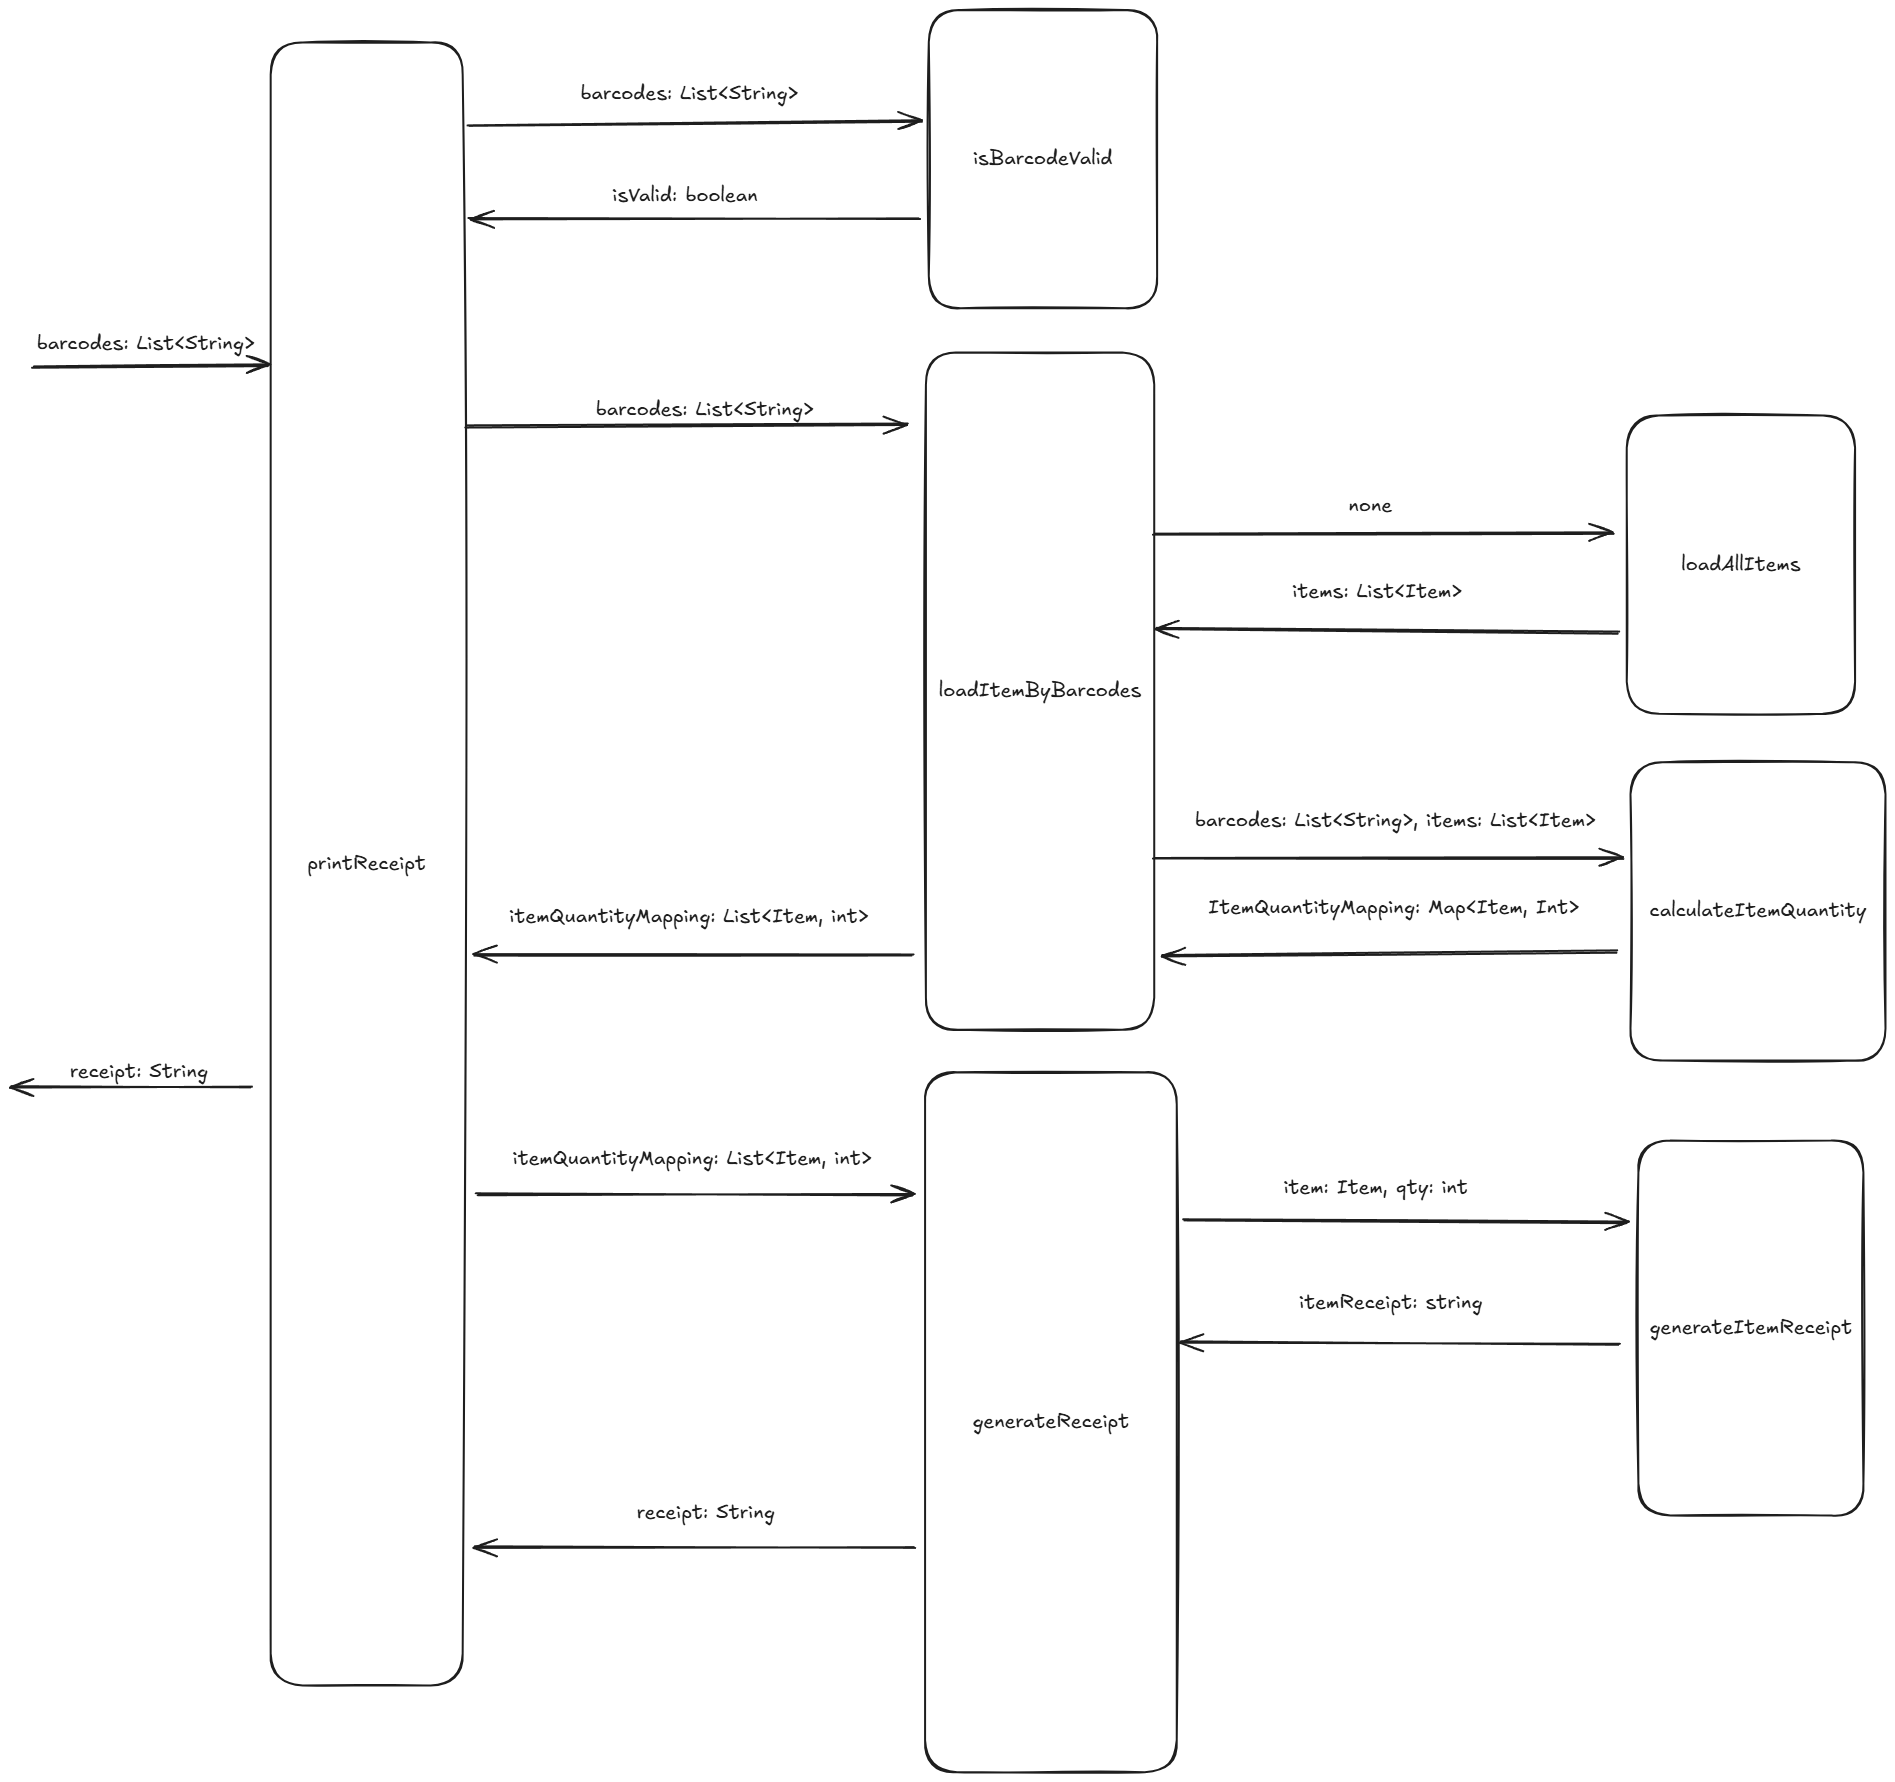 barcodes: List<String>
isBarcodeValid
isValid: boolean
barcodes: List<String>
barcodes: List<String>
none
loadAllItems
items: List<Item>
loadItemByBarcodes
barcodes: List<String>, items: List<Item>
printReceipt
itemQuantityMapping: List<Item, int>
ItemQuantityMapping: Map<Item, Int>
calculateItemQuantity
receipt: String
itemQuantityMapping: List<Item, int>
item: Item, qty: int
itemReceipt: string
generateItemReceipt
generateReceipt
receipt: String